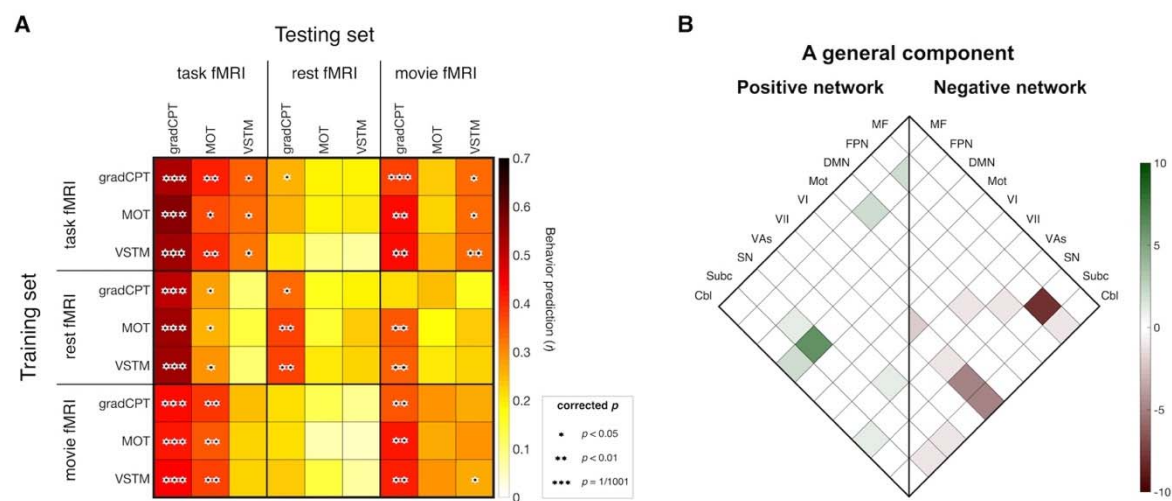 A
Testing set
task fMRI
rest fMRI
movie fMRI
gradCPT
MOT
VSTM
gradCPT
MOT
VSTM
gradCPT
MOT
VSTM
Training set
task fMRI
gradCPT
***
**
*
*
***
*
MOT
***
*
*
**
*
VSTM
***
**
*
**
**
rest fMRI
gradCPT
***
*
*
MOT
***
*
**
**
VSTM
***
*
**
**
movie fMRI
gradCPT
***
**
**
MOT
***
**
**
VSTM
***
**
**
*
0.7
0.6
0.5
0.4
0.3
0.2
0.1
0
Behavior prediction (r)
corrected p
* p < 0.05
** p < 0.01
*** p = 1/1001
B
A general component
Positive network
Negative network
MF
FPN
DMN
Mot
VI
VII
VAs
SN
Subc
Cbl
MF
FPN
DMN
Mot
VI
VII
VAs
SN
Subc
Cbl
10
5
0
-5
-10